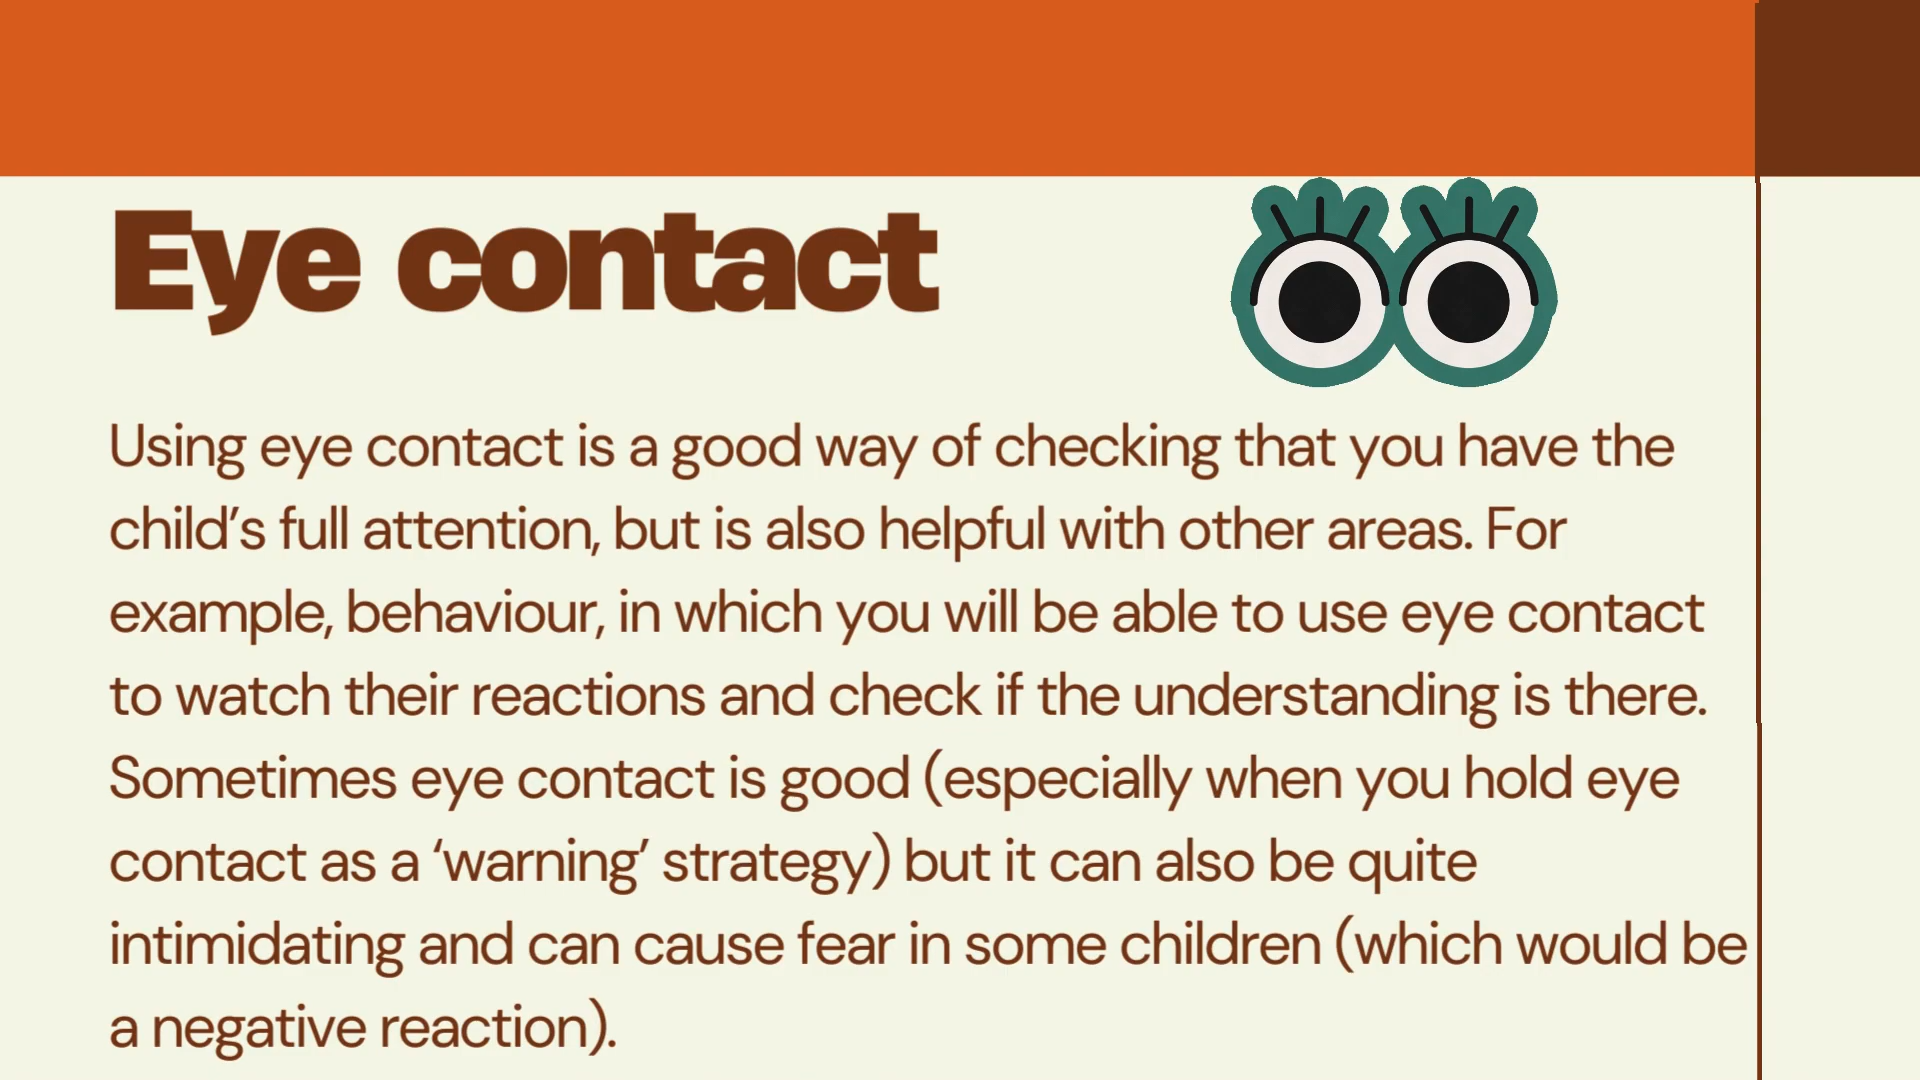 Eye contact
Using eye contact is a good way of checking that you have the
child’s full attention, but is also helpful with other areas. For
example, behaviour, in which you will be able to use eye contact
to watch their reactions and check if the understanding is there.
Sometimes eye contact is good (especially when you hold eye
contact as a ‘warning’ strategy) but it can also be quite
intimidating and can cause fear in some children (which would be
a negative reaction).